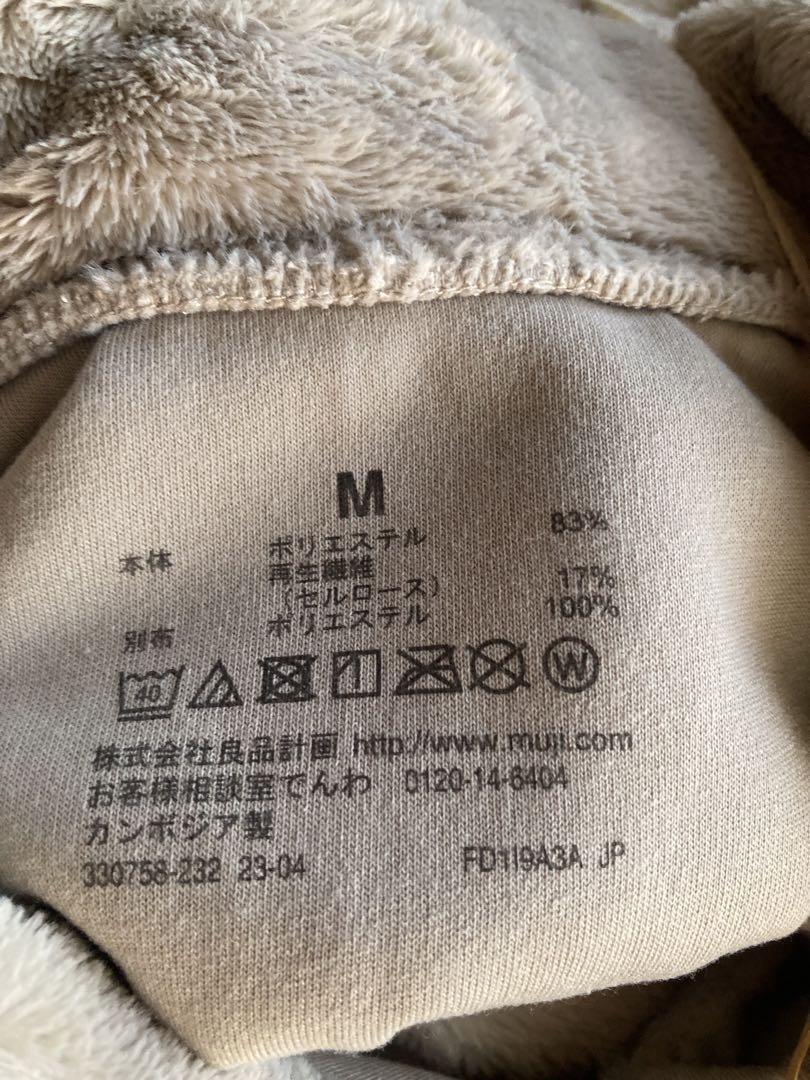 M
本体 ポリエステル 83%
再生繊維
(セルロース) 17%
別布 ポリエステル 100%
40 W
株式会社良品計画 http://www.muji.com
お客様相談室でんわ 0120-14-6404
カンボジア製
330758-232 23-04 FD1I9A3A JP